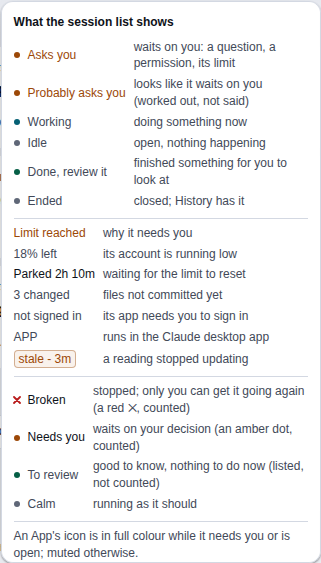 What the session list shows
Asks you waits on you: a question, a
permission, its limit
Probably asks you looks like it waits on you
(worked out, not said)
Working doing something now
Idle open, nothing happening
Done, review it finished something for you to
look at
Ended closed; History has it
Limit reached why it needs you
18% left its account is running low
Parked 2h 10m waiting for the limit to reset
3 changed files not committed yet
not signed in its app needs you to sign in
APP runs in the Claude desktop app
stale - 3m a reading stopped updating
Broken stopped; only you can get it going again
(a red ✕, counted)
Needs you waits on your decision (an amber dot,
counted)
To review good to know, nothing to do now (listed,
not counted)
Calm running as it should
An App's icon is in full colour while it needs you or is
open; muted otherwise.